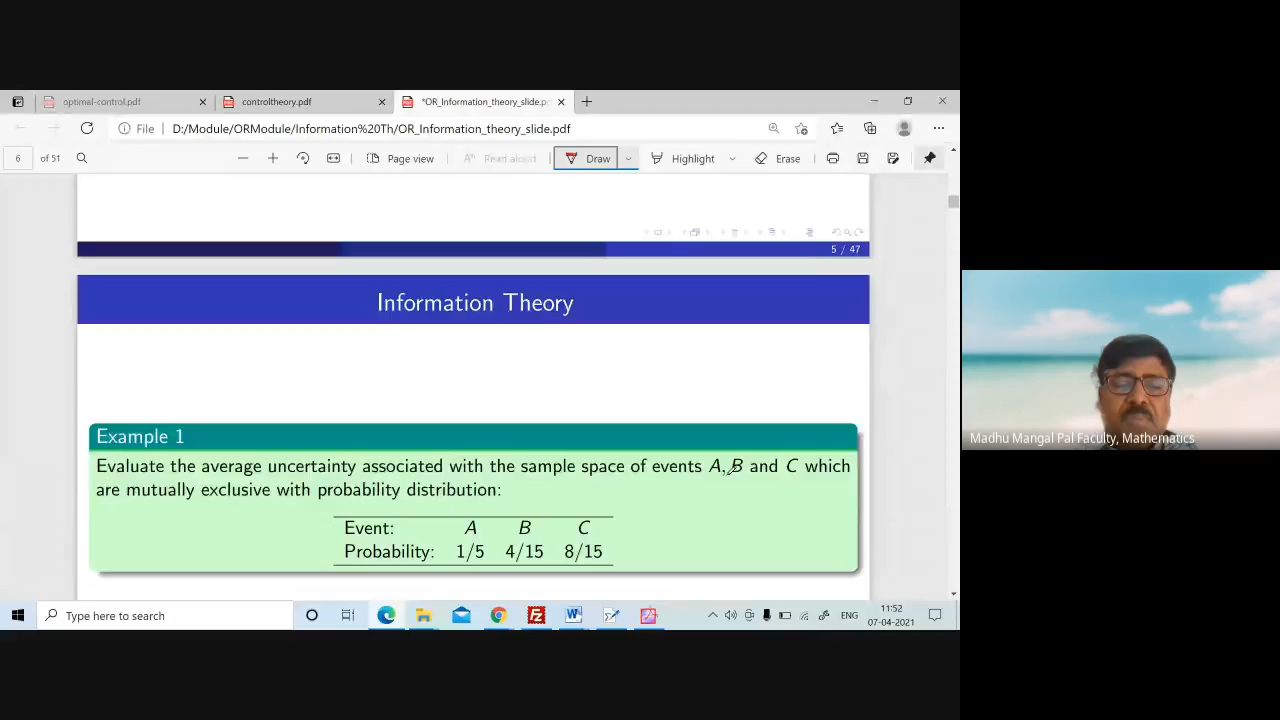 optimal-control.pdf
controltheory.pdf
*OR_Information_theory_slide.pd
File D:/Module/ORModule/Information%20Th/OR_Information_theory_slide.pdf
6 of 51 Page view Read aloud Draw Highlight Erase
5 / 47
Information Theory
Example 1
Evaluate the average uncertainty associated with the sample space of events A, B and C which
are mutually exclusive with probability distribution:
Event: A B C
Probability: 1/5 4/15 8/15
Madhu Mangal Pal Faculty, Mathematics
Type here to search
ENG
11:52
07-04-2021